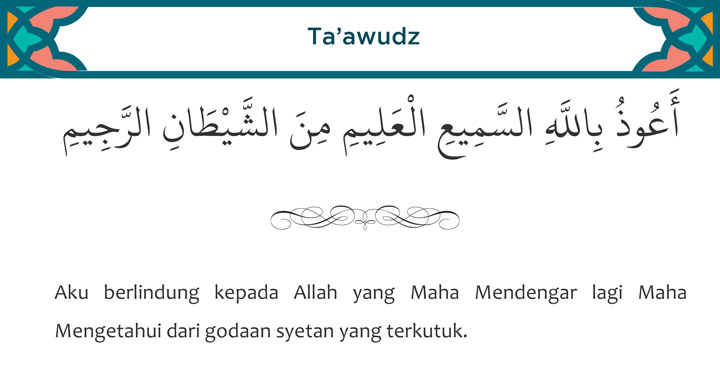 Ta’awudz
أَعُوذُ بِاللَّهِ السَّمِيعِ الْعَلِيمِ مِنَ الشَّيْطَانِ الرَّجِيمِ
Aku berlindung kepada Allah yang Maha Mendengar lagi Maha
Mengetahui dari godaan syetan yang terkutuk.